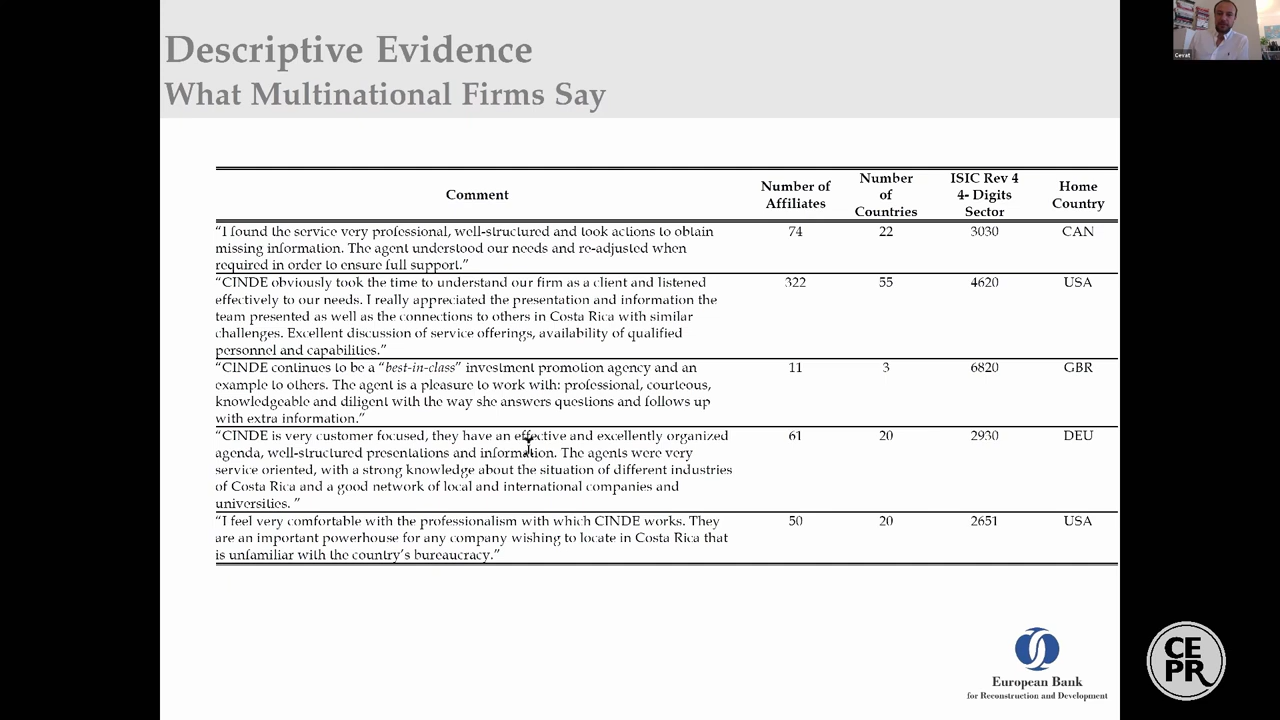 Descriptive Evidence
What Multinational Firms Say
Cevat
Comment
Number of
Affiliates
Number
of
Countries
ISIC Rev 4
4- Digits
Sector
Home
Country
“I found the service very professional, well-structured and took actions to obtain
missing information. The agent understood our needs and re-adjusted when
required in order to ensure full support.”
74
22
3030
CAN
“CINDE obviously took the time to understand our firm as a client and listened
effectively to our needs. I really appreciated the presentation and information the
team presented as well as the connections to others in Costa Rica with similar
challenges. Excellent discussion of service offerings, availability of qualified
personnel and capabilities.”
322
55
4620
USA
“CINDE continues to be a “best-in-class” investment promotion agency and an
example to others. The agent is a pleasure to work with: professional, courteous,
knowledgeable and diligent with the way she answers questions and follows up
with extra information.”
11
3
6820
GBR
“CINDE is very customer focused, they have an effective and excellently organized
agenda, well-structured presentations and information. The agents were very
service oriented, with a strong knowledge about the situation of different industries
of Costa Rica and a good network of local and international companies and
universities. ”
61
20
2930
DEU
“I feel very comfortable with the professionalism with which CINDE works. They
are an important powerhouse for any company wishing to locate in Costa Rica that
is unfamiliar with the country’s bureaucracy.”
50
20
2651
USA
European Bank
for Reconstruction and Development
CE
PR